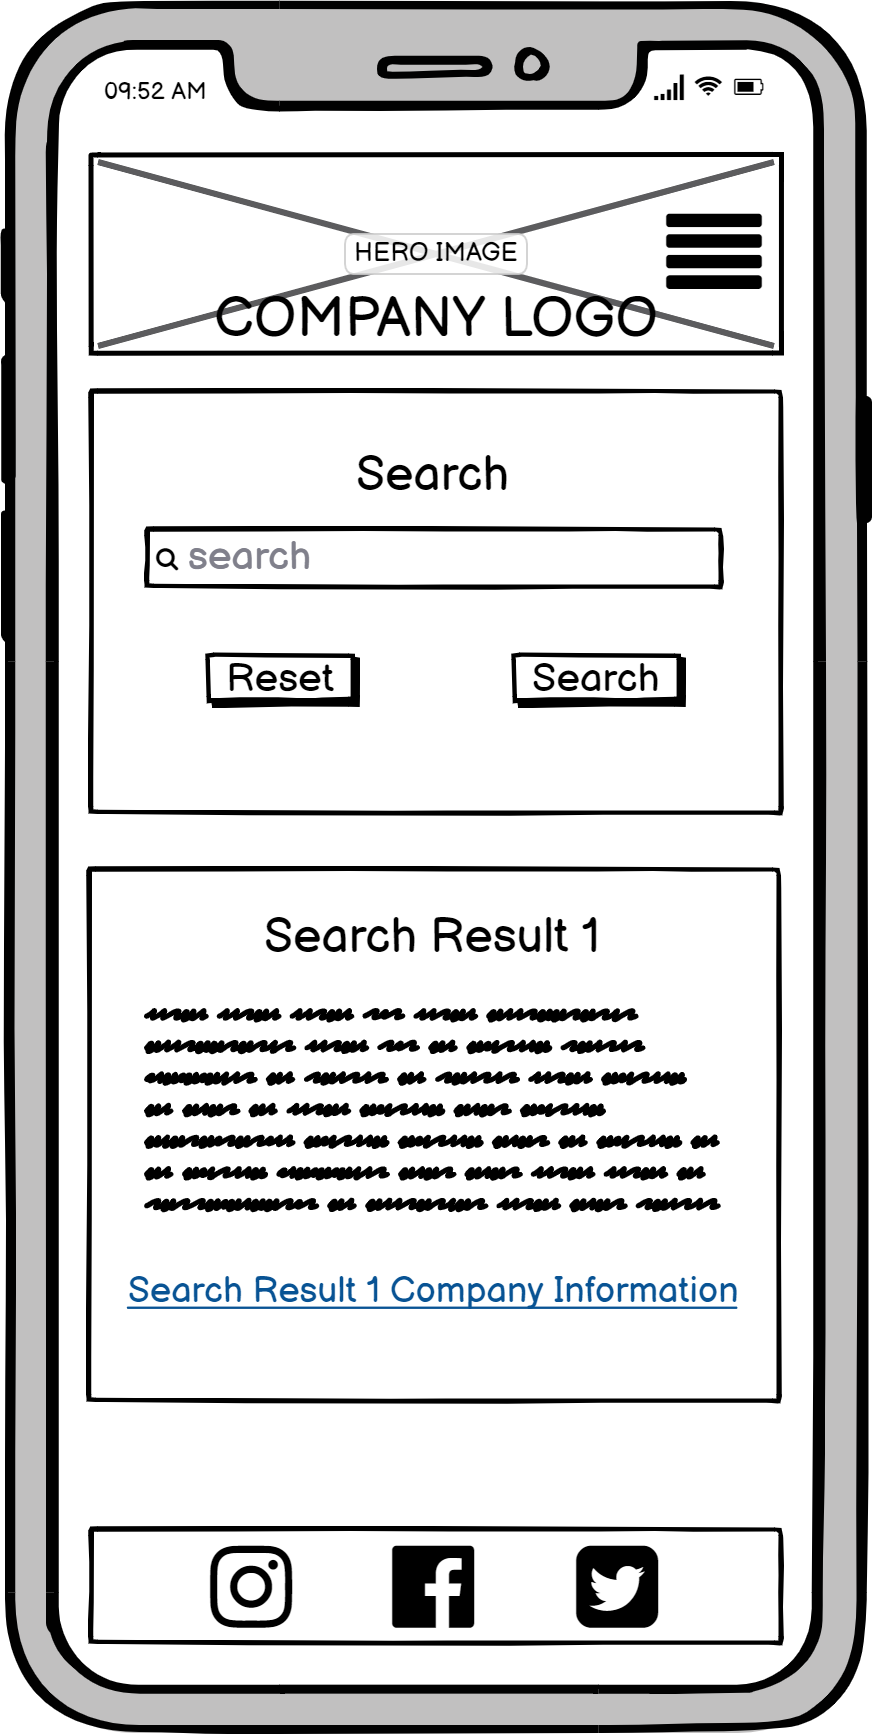 09:52 AM
HERO IMAGE
COMPANY LOGO
Search
search
Reset
Search
Search Result 1
Search Result 1 Company Information